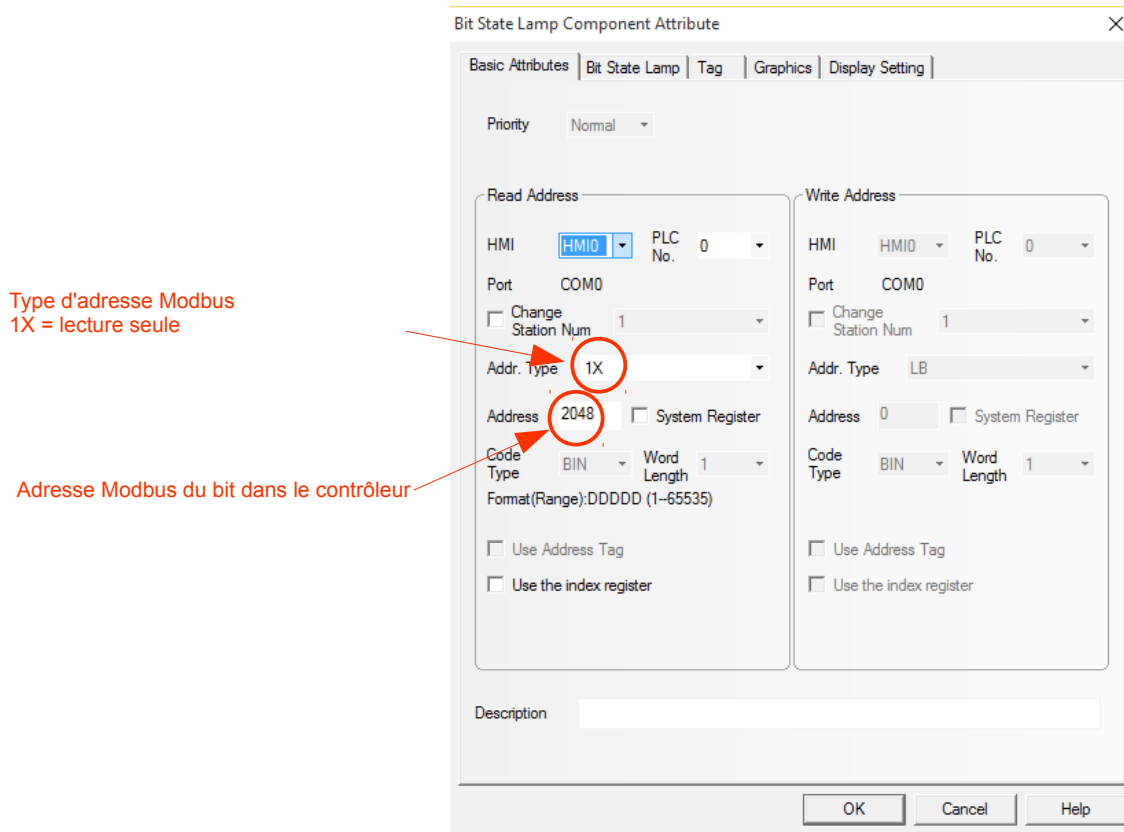 Bit State Lamp Component Attribute
Basic Attributes Bit State Lamp Tag Graphics Display Setting
Priority Normal
Read Address
HMI HMI0 PLC No. 0
Port COM0
Change Station Num 1
Addr. Type 1X
Address 2048 System Register
Code Type BIN Word Length 1
Format(Range):DDDDD (1--65535)
Use Address Tag
Use the index register
Write Address
HMI HMI0 PLC No. 0
Port COM0
Change Station Num 1
Addr. Type LB
Address 0 System Register
Code Type BIN Word Length 1
Use Address Tag
Use the index register
Type d'adresse Modbus
1X = lecture seule
Adresse Modbus du bit dans le contrôleur
Description
OK Cancel Help